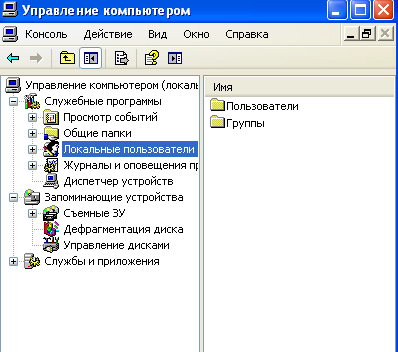 Управление компьютером
Консоль Действие Вид Окно Справка
Управление компьютером (локаль
Служебные программы
Просмотр событий
Общие папки
Локальные пользователи
Журналы и оповещения пр
Диспетчер устройств
Запоминающие устройства
Съемные ЗУ
Дефрагментация диска
Управление дисками
Службы и приложения
Имя
Пользователи
Группы